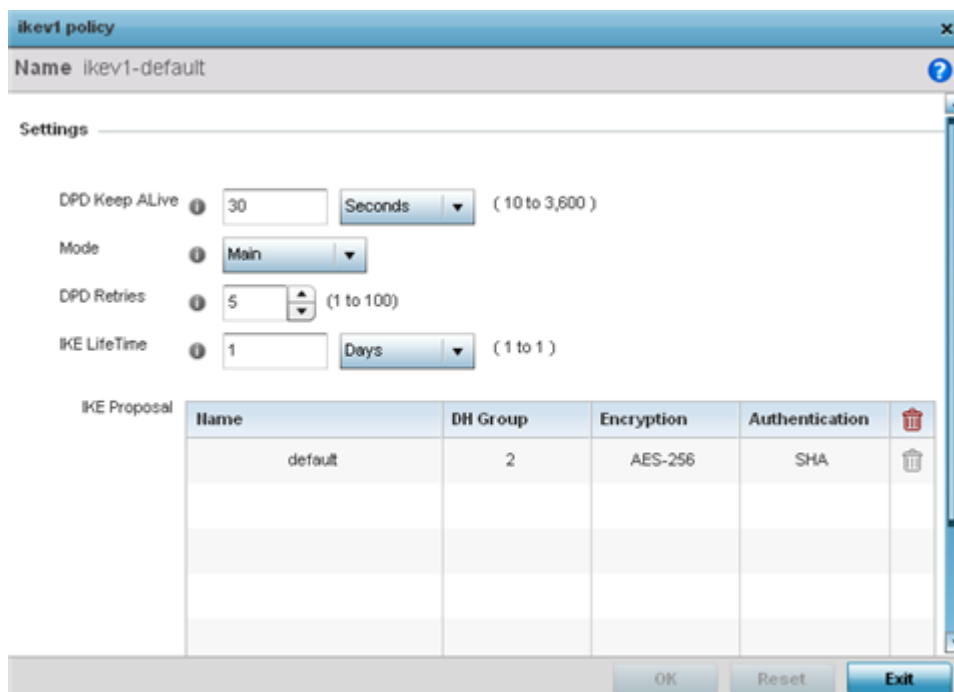 ikev1 policy
Name ikev1-default
Settings
DPD Keep ALive 30 Seconds ( 10 to 3,600 )
Mode Main
DPD Retries 5 (1 to 100)
IKE LifeTime 1 Days ( 1 to 1 )
IKE Proposal
Name DH Group Encryption Authentication
default 2 AES-256 SHA
OK Reset Exit